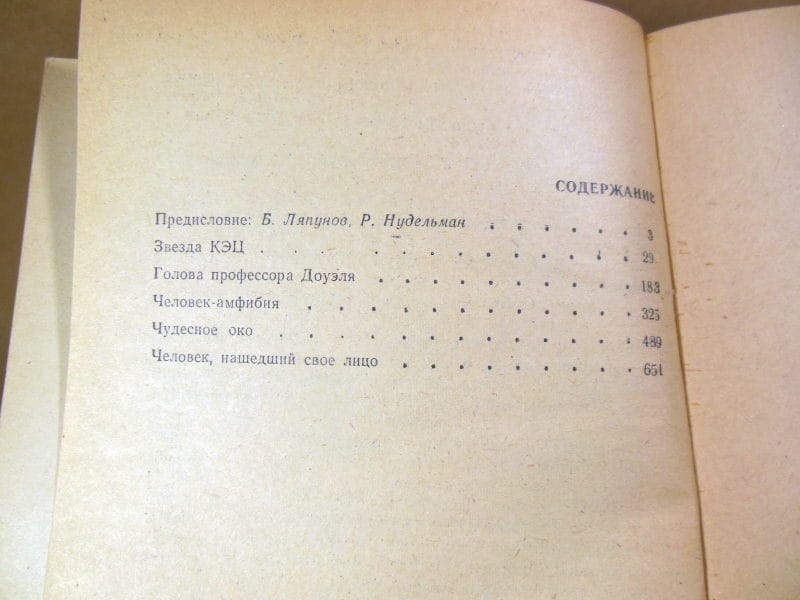 СОДЕРЖАНИЕ
Предисловие: Б. Ляпунов, Р. Нудельман . . . . . . 3
Звезда КЭЦ . . . . . . . . . . . . 29
Голова профессора Доуэля . . . . . . . . . . 183
Человек-амфибия . . . . . . . . . . . . 325
Чудесное око . . . . . . . . . . . . . 489
Человек, нашедший свое лицо . . . . . . . . . 651